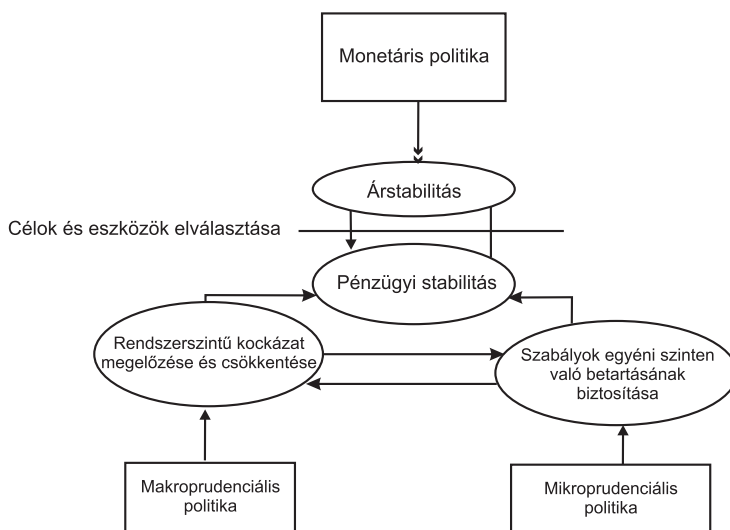 Monetáris politika
Árstabilitás
Célok és eszközök elválasztása
Pénzügyi stabilitás
Rendszerszintű kockázat
megelőzése és csökkentése
Szabályok egyéni szinten
való betartásának
biztosítása
Makroprudenciális
politika
Mikroprudenciális
politika